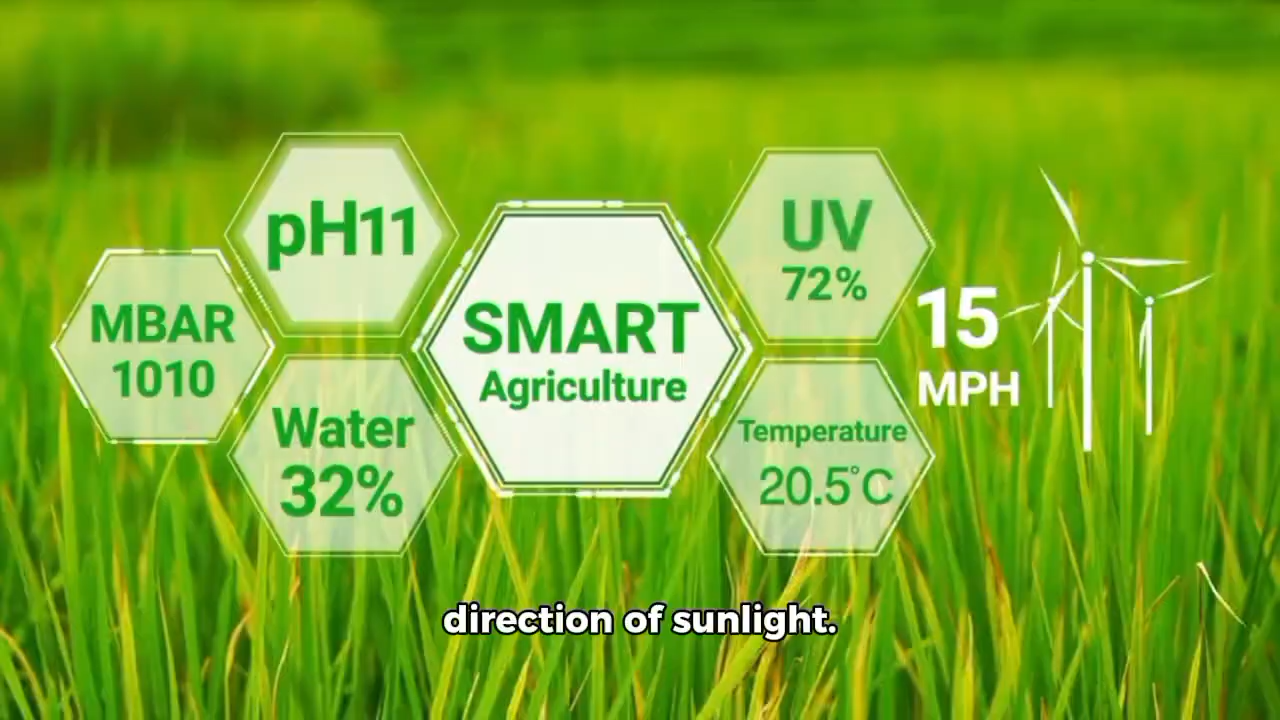 pH11
MBAR
1010
Water
32%
SMART
Agriculture
UV
72%
Temperature
20.5°C
15
MPH
direction of sunlight.